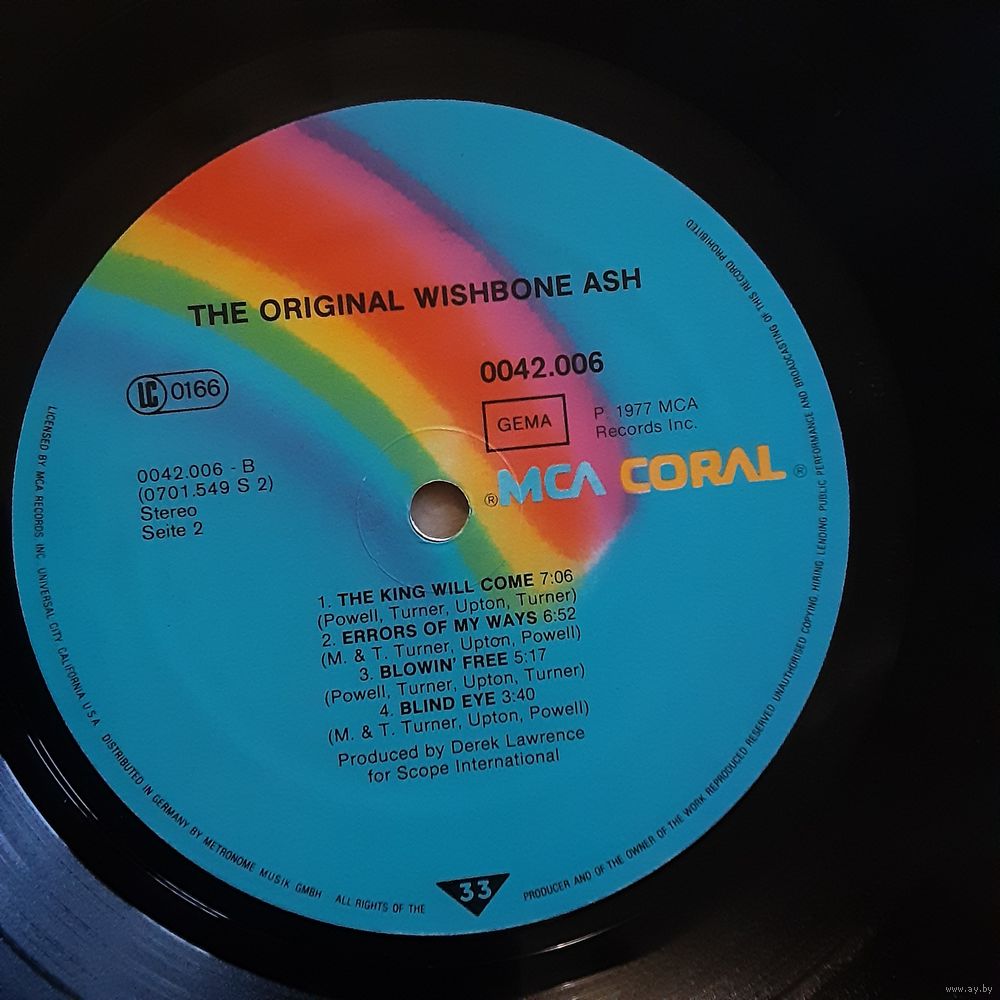 THE ORIGINAL WISHBONE ASH
0042.006
LC 0166
GEMA
P. 1977 MCA
Records Inc.
0042.006 - B
(0701.549 S 2)
Stereo
Seite 2
® MCA CORAL ®
1. THE KING WILL COME 7:06
(Powell, Turner, Upton, Turner)
2. ERRORS OF MY WAYS 6:52
(M. & T. Turner, Upton, Powell)
3. BLOWIN' FREE 5:17
(Powell, Turner, Upton, Turner)
4. BLIND EYE 3:40
(M. & T. Turner, Upton, Powell)
Produced by Derek Lawrence
for Scope International
LICENSED BY MCA RECORDS INC. UNIVERSAL CITY, CALIFORNIA U.S.A. DISTRIBUTED IN GERMANY BY METRONOME MUSIK GMBH ALL RIGHTS OF THE
33
PRODUCER AND OF THE OWNER OF THE WORK REPRODUCED RESERVED UNAUTHORISED COPYING, HIRING, LENDING, PUBLIC PERFORMANCE AND BROADCASTING OF THIS RECORD PROHIBITED
www.ay.by